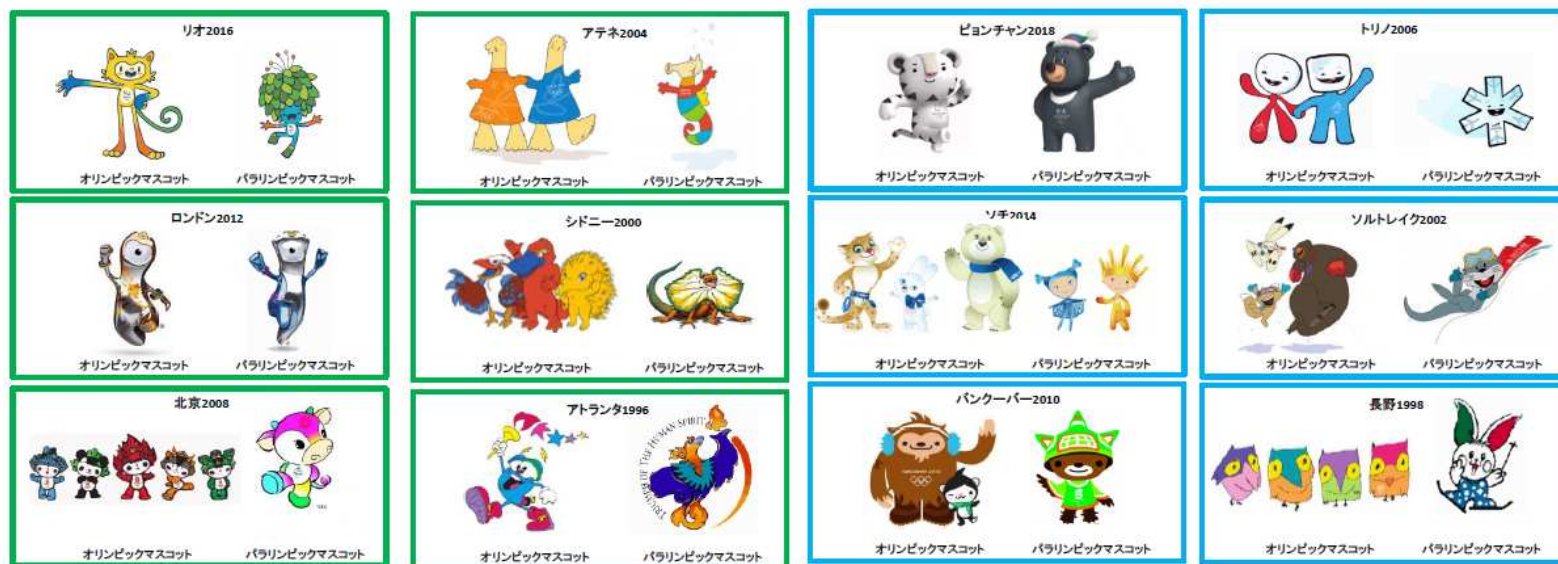 リオ2016
オリンピックマスコット パラリンピックマスコット
アテネ2004
オリンピックマスコット パラリンピックマスコット
ピョンチャン2018
オリンピックマスコット パラリンピックマスコット
トリノ2006
オリンピックマスコット パラリンピックマスコット
ロンドン2012
オリンピックマスコット パラリンピックマスコット
シドニー2000
オリンピックマスコット パラリンピックマスコット
ソチ2014
オリンピックマスコット パラリンピックマスコット
ソルトレイク2002
オリンピックマスコット パラリンピックマスコット
北京2008
オリンピックマスコット パラリンピックマスコット
アトランタ1996
TRIUMPH OF THE HUMAN SPIRIT
オリンピックマスコット パラリンピックマスコット
バンクーバー2010
オリンピックマスコット パラリンピックマスコット
長野1998
オリンピックマスコット パラリンピックマスコット